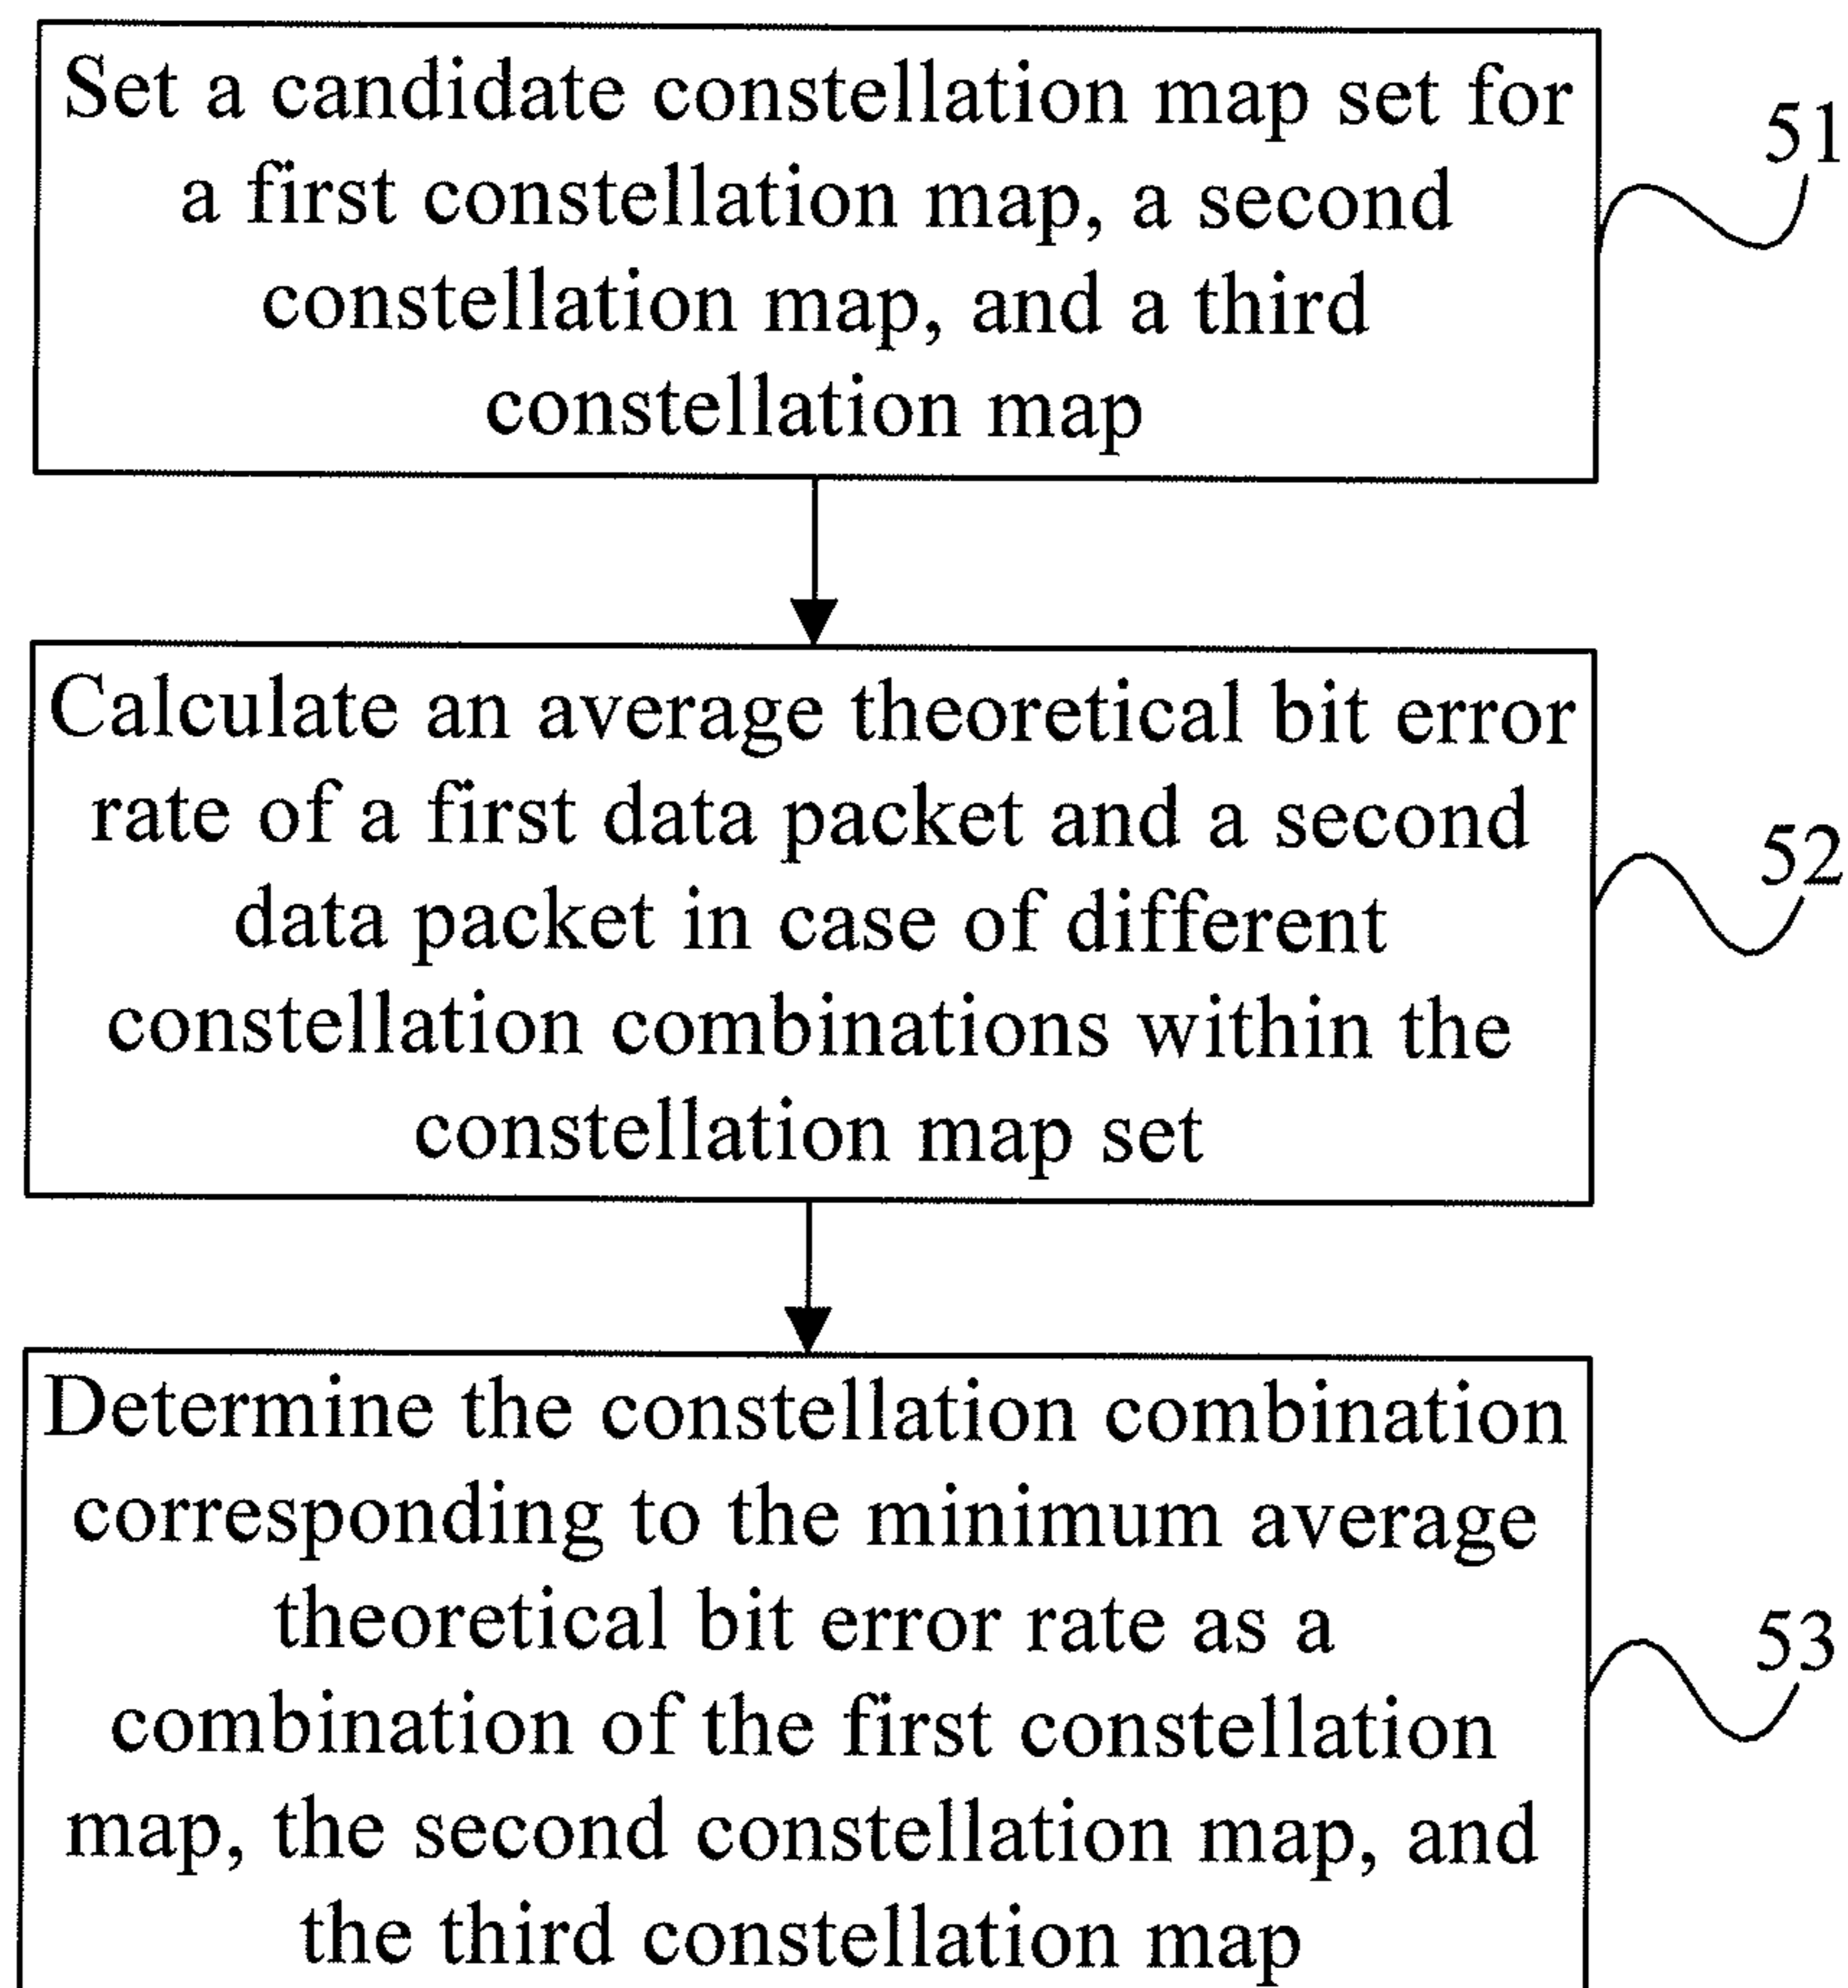 Set a candidate constellation map set for
a first constellation map, a second
constellation map, and a third
constellation map
51
Calculate an average theoretical bit error
rate of a first data packet and a second
data packet in case of different
constellation combinations within the
constellation map set
52
Determine the constellation combination
corresponding to the minimum average
theoretical bit error rate as a
combination of the first constellation
map, the second constellation map, and
the third constellation map
53